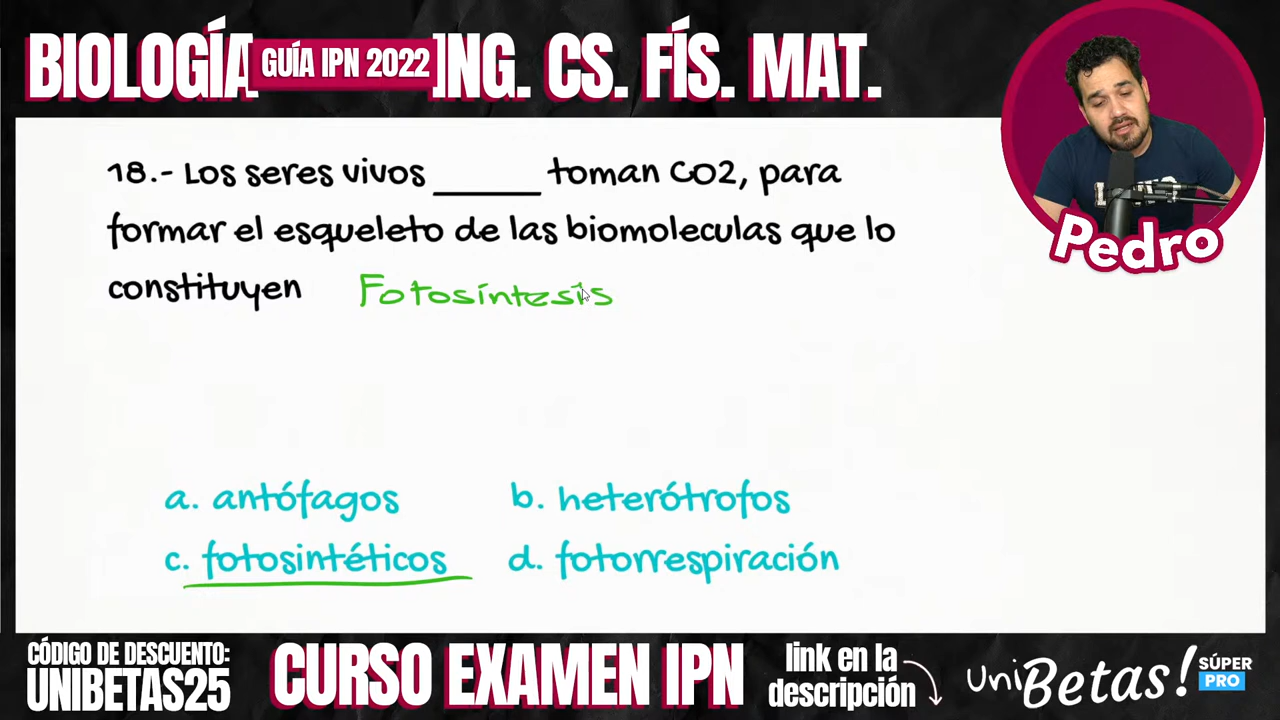 BIOLOGÍA[GUÍA IPN 2022]ING. CS. FÍS. MAT.
Pedro
18.- Los seres vivos ______ toman CO2, para
formar el esqueleto de las biomoleculas que lo
constituyen Fotosíntesis
a. antófagos b. heterótrofos
c. fotosintéticos d. fotorrespiración
CÓDIGO DE DESCUENTO:
UNIBETAS25
CURSO EXAMEN IPN
link en la
descripción
UniBetas!
SÚPER
PRO